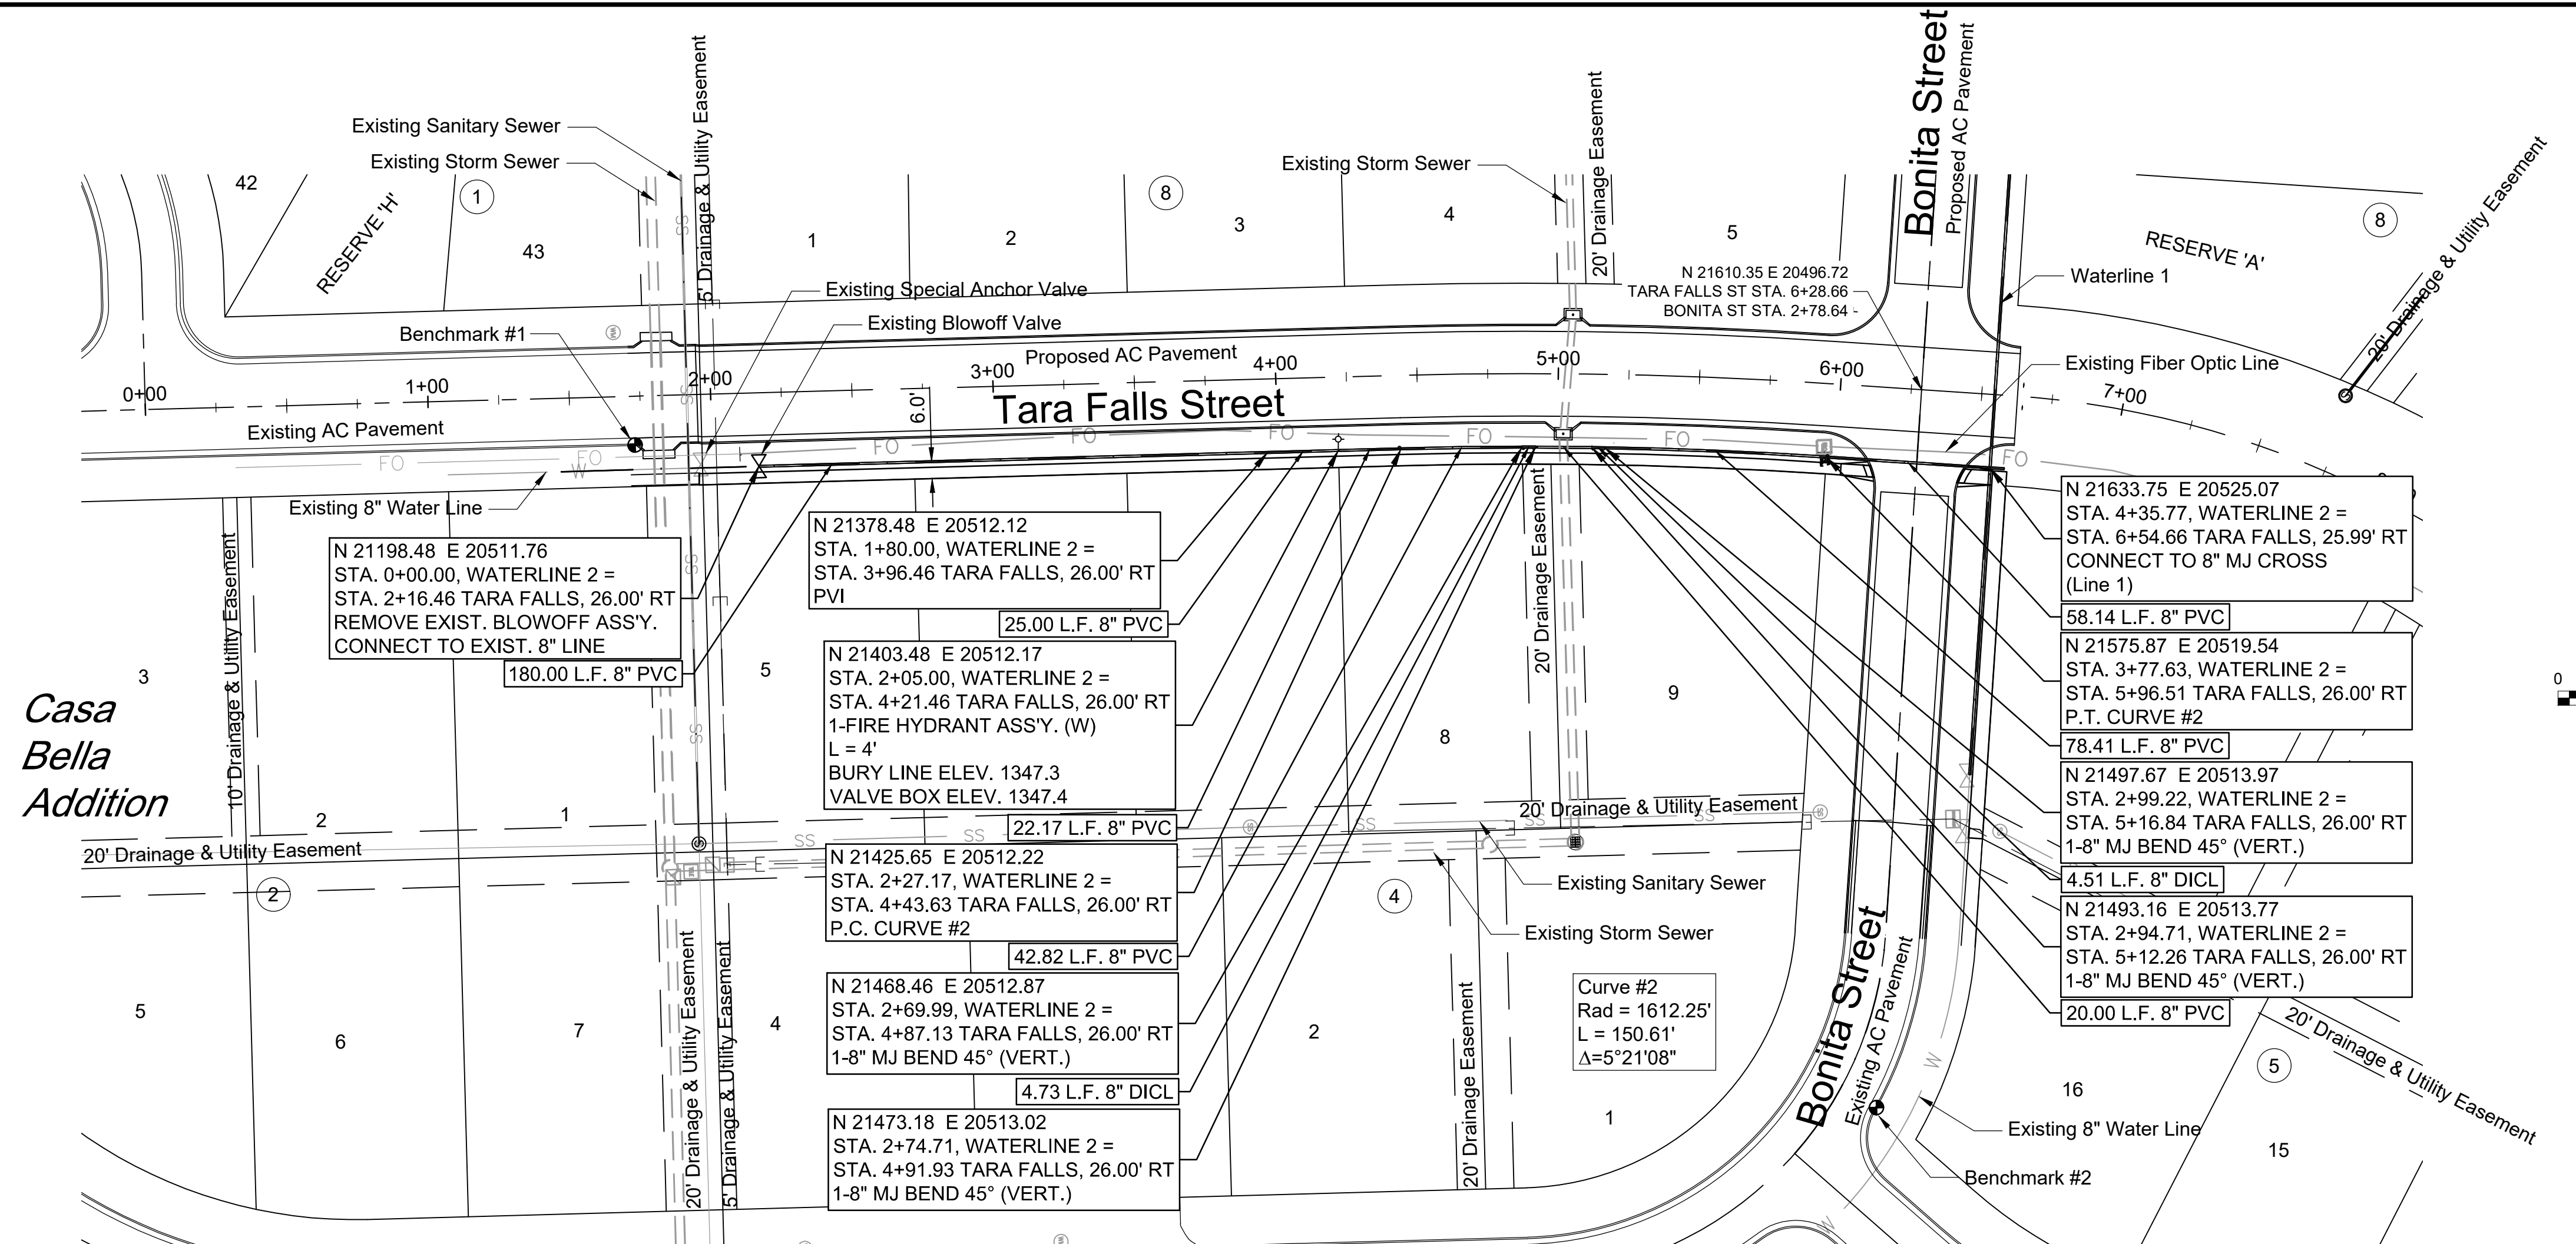 Bonita Street
Proposed AC Pavement
Existing Sanitary Sewer
Existing Storm Sewer
5' Drainage & Utility Easement
Existing Storm Sewer
20' Drainage Easement
20' Drainage & Utility Easement
42
RESERVE 'H'
1
43
1
2
8
3
4
5
8
RESERVE 'A'
SS
Existing Special Anchor Valve
Existing Blowoff Valve
Benchmark #1
N 21610.35 E 20496.72
TARA FALLS ST STA. 6+28.66
BONITA ST STA. 2+78.64
Waterline 1
Existing Fiber Optic Line
Proposed AC Pavement
0+00
1+00
2+00
3+00
4+00
5+00
6+00
7+00
SS
6.0'
Tara Falls Street
Existing AC Pavement
FO
FO
FO
FO
FO
FO
FO
FO
W
Existing 8" Water Line
N 21198.48 E 20511.76
STA. 0+00.00, WATERLINE 2 =
STA. 2+16.46 TARA FALLS, 26.00' RT
REMOVE EXIST. BLOWOFF ASS'Y.
CONNECT TO EXIST. 8" LINE
180.00 L.F. 8" PVC
N 21378.48 E 20512.12
STA. 1+80.00, WATERLINE 2 =
STA. 3+96.46 TARA FALLS, 26.00' RT
PVI
25.00 L.F. 8" PVC
N 21403.48 E 20512.17
STA. 2+05.00, WATERLINE 2 =
STA. 4+21.46 TARA FALLS, 26.00' RT
1-FIRE HYDRANT ASS'Y. (W)
L = 4'
BURY LINE ELEV. 1347.3
VALVE BOX ELEV. 1347.4
22.17 L.F. 8" PVC
N 21425.65 E 20512.22
STA. 2+27.17, WATERLINE 2 =
STA. 4+43.63 TARA FALLS, 26.00' RT
P.C. CURVE #2
42.82 L.F. 8" PVC
N 21468.46 E 20512.87
STA. 2+69.99, WATERLINE 2 =
STA. 4+87.13 TARA FALLS, 26.00' RT
1-8" MJ BEND 45° (VERT.)
4.73 L.F. 8" DICL
N 21473.18 E 20513.02
STA. 2+74.71, WATERLINE 2 =
STA. 4+91.93 TARA FALLS, 26.00' RT
1-8" MJ BEND 45° (VERT.)
N 21633.75 E 20525.07
STA. 4+35.77, WATERLINE 2 =
STA. 6+54.66 TARA FALLS, 25.99' RT
CONNECT TO 8" MJ CROSS
(Line 1)
58.14 L.F. 8" PVC
N 21575.87 E 20519.54
STA. 3+77.63, WATERLINE 2 =
STA. 5+96.51 TARA FALLS, 26.00' RT
P.T. CURVE #2
78.41 L.F. 8" PVC
N 21497.67 E 20513.97
STA. 2+99.22, WATERLINE 2 =
STA. 5+16.84 TARA FALLS, 26.00' RT
1-8" MJ BEND 45° (VERT.)
4.51 L.F. 8" DICL
N 21493.16 E 20513.77
STA. 2+94.71, WATERLINE 2 =
STA. 5+12.26 TARA FALLS, 26.00' RT
1-8" MJ BEND 45° (VERT.)
20.00 L.F. 8" PVC
10' Drainage & Utility Easement
20' Drainage Easement
SS
SS
3
5
8
9
0
Casa
Bella
Addition
2
1
20' Drainage & Utility Easement
20' Drainage & Utility Easement
SS
SS
SS
SS
SS
2
4
Existing Sanitary Sewer
Existing Storm Sewer
20' Drainage & Utility Easement
5' Drainage & Utility Easement
20' Drainage Easement
5
6
7
4
2
1
Curve #2
Rad = 1612.25'
L = 150.61'
Δ=5°21'08"
Bonita Street
Existing AC Pavement
W
W
20' Drainage & Utility Easement
5
16
15
Existing 8" Water Line
Benchmark #2